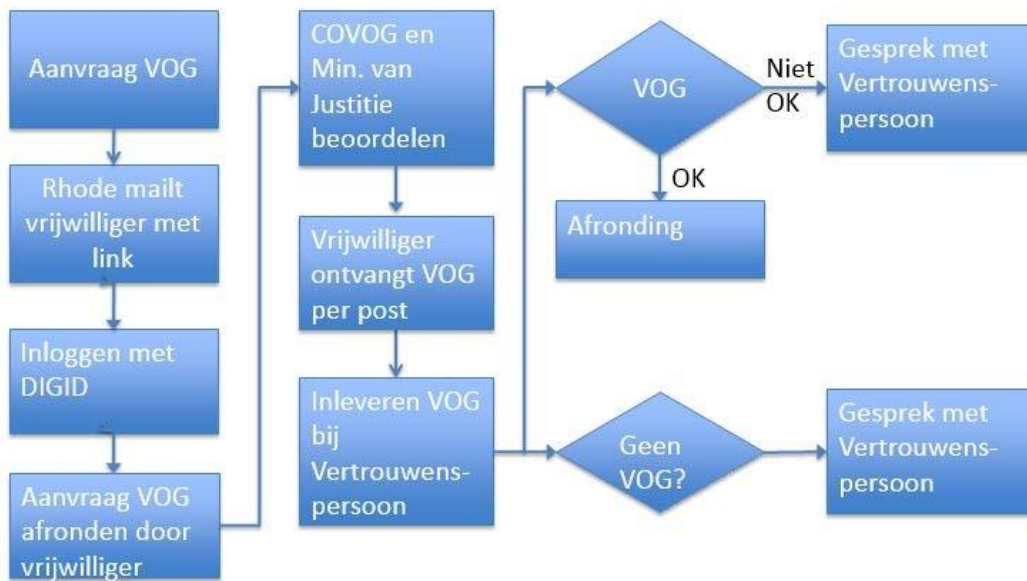 Aanvraag VOG
Rhode mailt
vrijwilliger met
link
Inloggen met
DIGID
Aanvraag VOG
afronden door
vrijwilliger
COVOG en
Min. van
Justitie
beoordelen
Vrijwilliger
ontvangt VOG
per post
Inleveren VOG
bij
Vertrouwens-
persoon
VOG
Niet
OK
OK
Gesprek met
Vertrouwens-
persoon
Afronding
Geen
VOG?
Gesprek met
Vertrouwens-
persoon